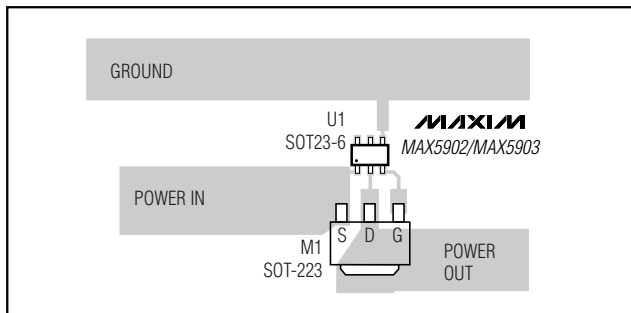 GROUND
U1
SOT23-6
MAXIM
MAX5902/MAX5903
POWER IN
S D G
M1
SOT-223
POWER
OUT